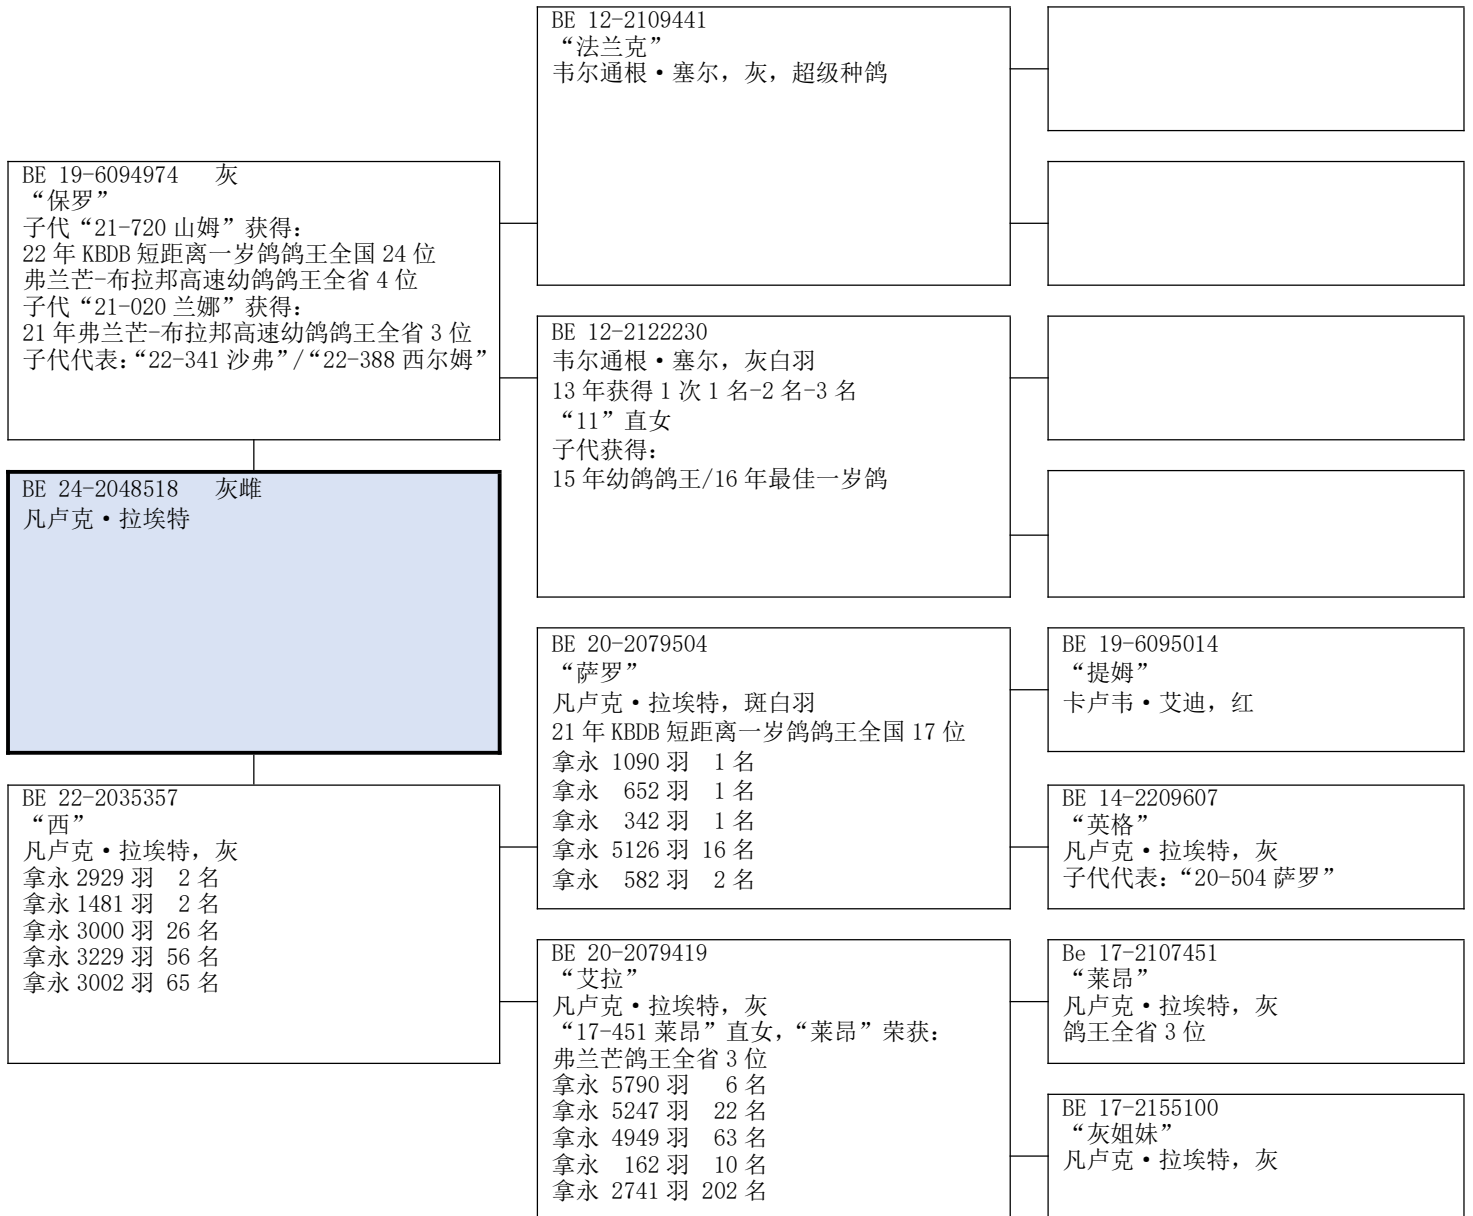 BE 12-2109441
“法兰克”
韦尔通根·塞尔，灰，超级种鸽
BE 19-6094974 灰
“保罗”
子代“21-720 山姆”获得：
22 年 KBDB 短距离一岁鸽鸽王全国 24 位
弗兰芒-布拉邦高速幼鸽鸽王全省 4 位
子代“21-020 兰娜”获得：
21 年弗兰芒-布拉邦高速幼鸽鸽王全省 3 位
子代代表：“22-341 沙弗”/“22-388 西尔姆”
BE 12-2122230
韦尔通根·塞尔，灰白羽
13 年获得 1 次 1 名-2 名-3 名
“11”直女
子代获得：
15 年幼鸽鸽王/16 年最佳一岁鸽
BE 24-2048518 灰雌
凡卢克·拉埃特
BE 20-2079504
“萨罗”
凡卢克·拉埃特，斑白羽
21 年 KBDB 短距离一岁鸽鸽王全国 17 位
拿永 1090 羽 1 名
拿永 652 羽 1 名
拿永 342 羽 1 名
拿永 5126 羽 16 名
拿永 582 羽 2 名
BE 19-6095014
“提姆”
卡卢韦·艾迪，红
BE 14-2209607
“英格”
凡卢克·拉埃特，灰
子代代表：“20-504 萨罗”
BE 22-2035357
“西”
凡卢克·拉埃特，灰
拿永 2929 羽 2 名
拿永 1481 羽 2 名
拿永 3000 羽 26 名
拿永 3229 羽 56 名
拿永 3002 羽 65 名
BE 20-2079419
“艾拉”
凡卢克·拉埃特，灰
“17-451 莱昂”直女，“莱昂”荣获：
弗兰芒鸽王全省 3 位
拿永 5790 羽 6 名
拿永 5247 羽 22 名
拿永 4949 羽 63 名
拿永 162 羽 10 名
拿永 2741 羽 202 名
Be 17-2107451
“莱昂”
凡卢克·拉埃特，灰
鸽王全省 3 位
BE 17-2155100
“灰姐妹”
凡卢克·拉埃特，灰